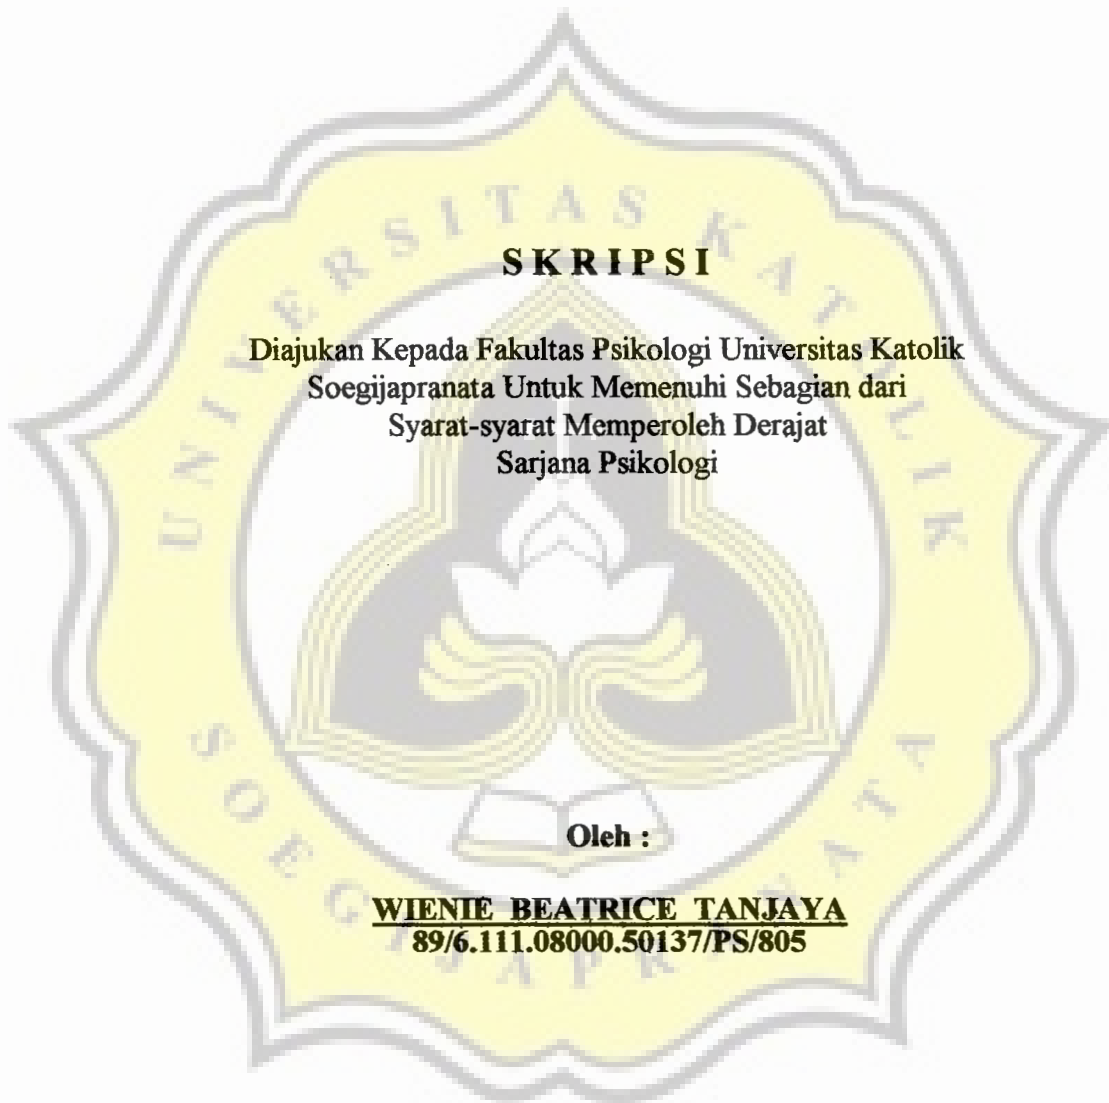 SKRIPSI
Diajukan Kepada Fakultas Psikologi Universitas Katolik
Soegijapranata Untuk Memenuhi Sebagian dari
Syarat-syarat Memperoleh Derajat
Sarjana Psikologi
Oleh :
WIENIE BEATRICE TANJAYA
89/6.111.08000.50137/PS/805
UNIVERSITAS KATOLIK
SOEGIJAPRANATA